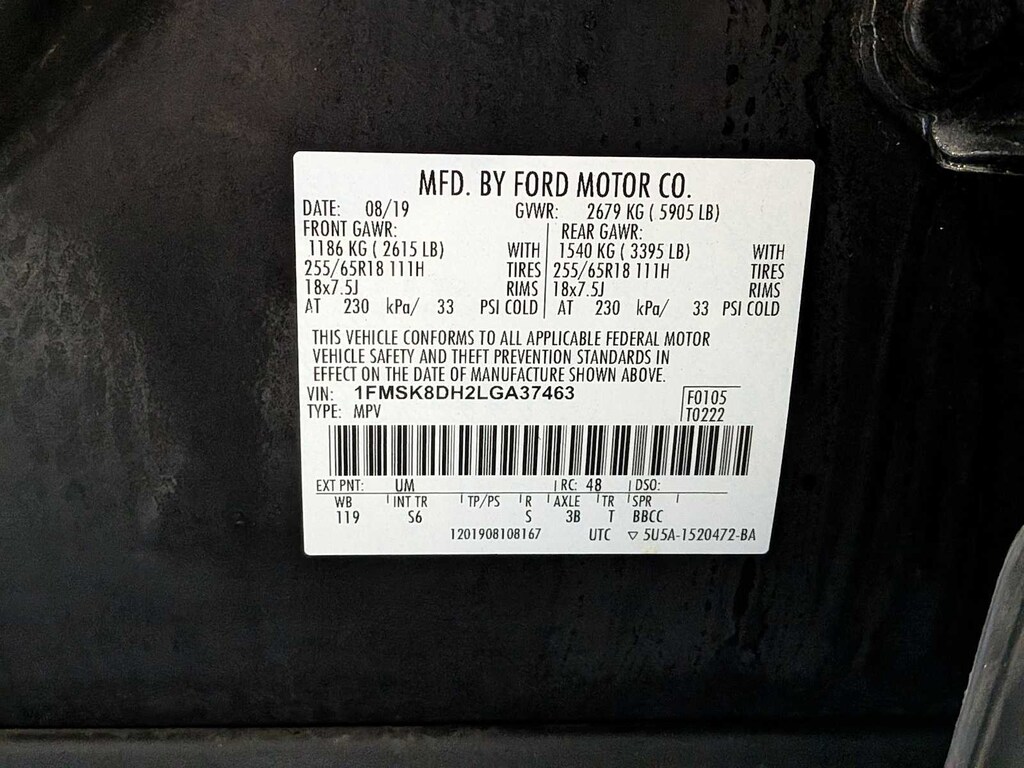 MFD. BY FORD MOTOR CO.
DATE: 08/19 GVWR: 2679 KG ( 5905 LB)
FRONT GAWR: REAR GAWR:
1186 KG ( 2615 LB) WITH 1540 KG ( 3395 LB) WITH
255/65R18 111H TIRES 255/65R18 111H TIRES
18x7.5J RIMS 18x7.5J RIMS
AT 230 kPa/ 33 PSI COLD AT 230 kPa/ 33 PSI COLD
THIS VEHICLE CONFORMS TO ALL APPLICABLE FEDERAL MOTOR
VEHICLE SAFETY AND THEFT PREVENTION STANDARDS IN
EFFECT ON THE DATE OF MANUFACTURE SHOWN ABOVE.
VIN: 1FMSK8DH2LGA37463 F0105
TYPE: MPV T0222
EXT PNT: UM RC: 48 DSO:
WB INT TR TP/PS R AXLE TR SPR
119 S6 S 3B T BBCC
1201908108167 UTC ▽ 5U5A-1520472-BA